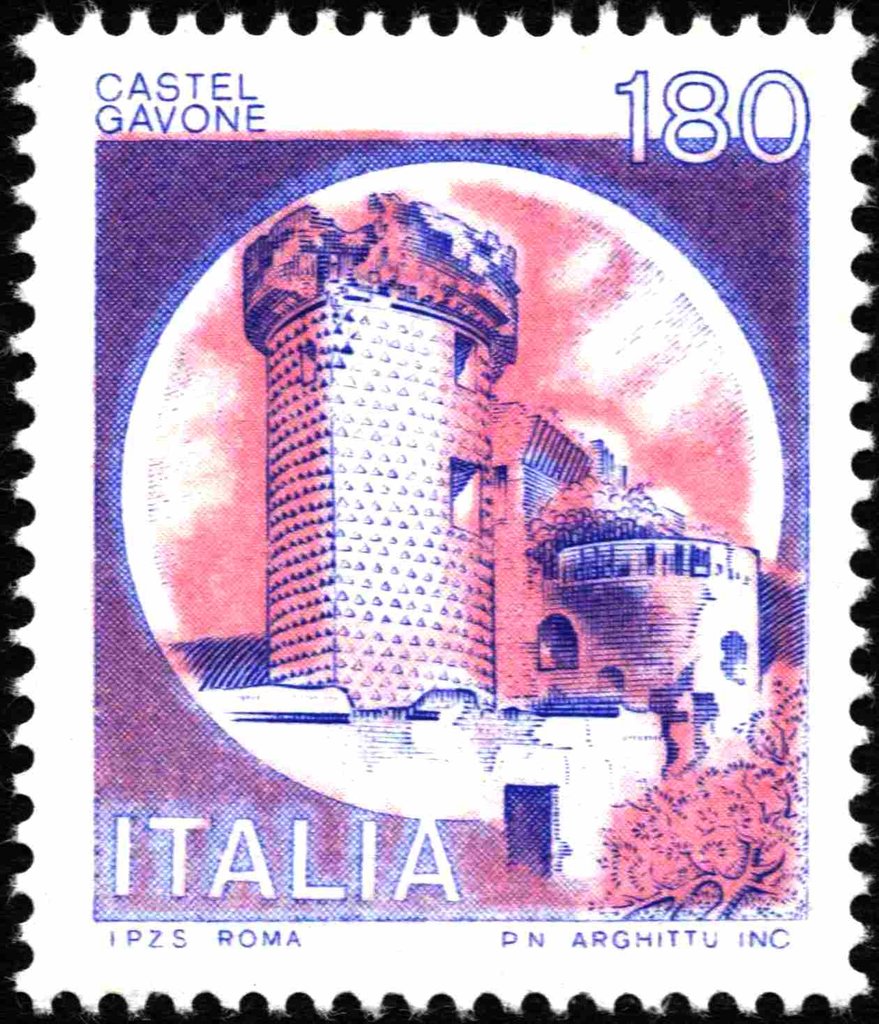 CASTEL
GAVONE
180
ITALIA
IPZS ROMA
PN ARGHITTU INC